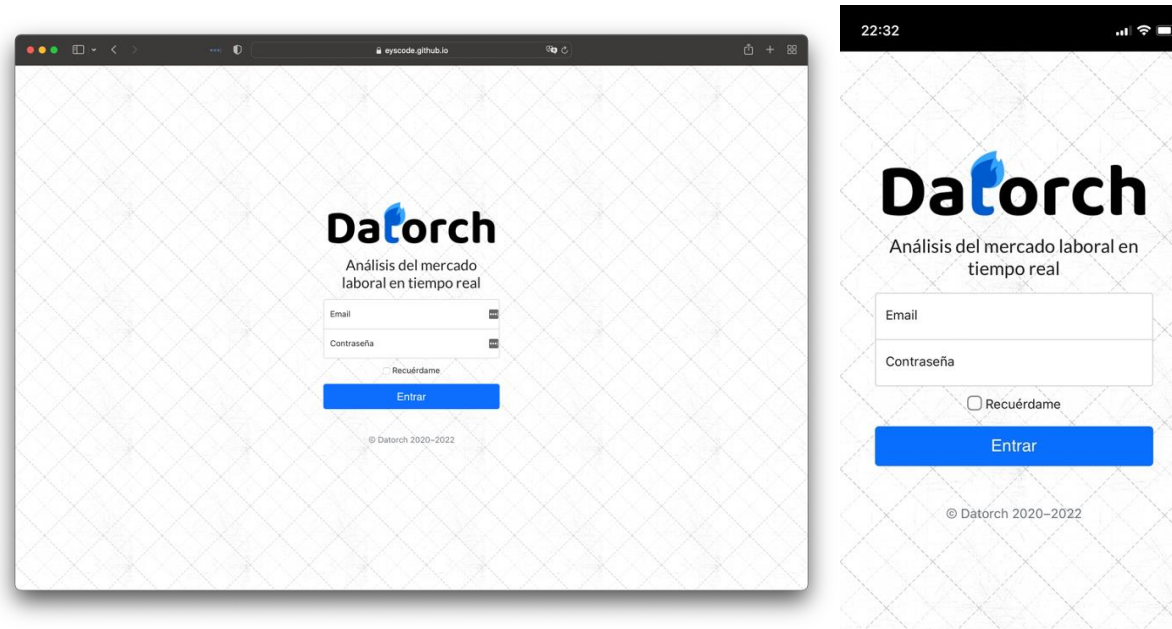 eyscode.github.io
Datorch
Análisis del mercado
laboral en tiempo real
Email
Contraseña
Recuérdame
Entrar
© Datorch 2020–2022
22:32
Datorch
Análisis del mercado laboral en
tiempo real
Email
Contraseña
Recuérdame
Entrar
© Datorch 2020–2022